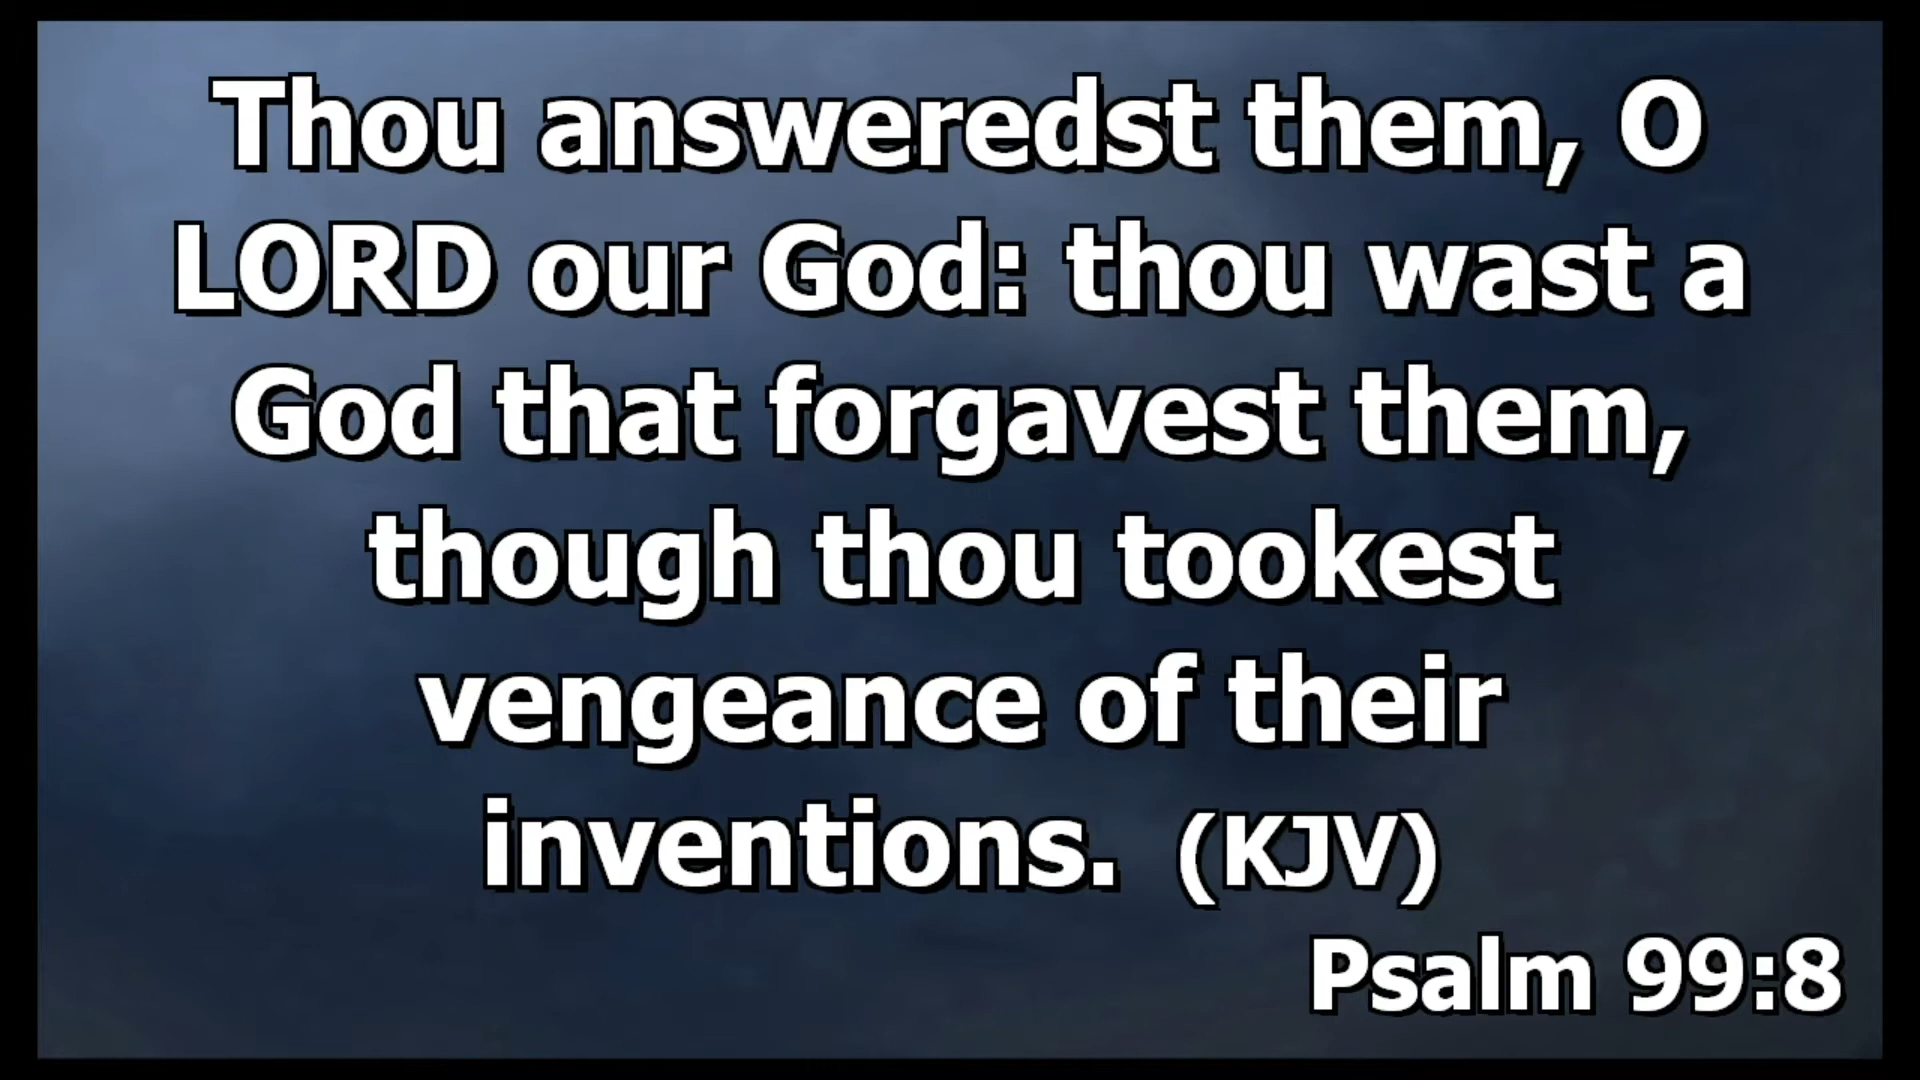 Thou answeredst them, O
LORD our God: thou wast a
God that forgavest them,
though thou tookest
vengeance of their
inventions. (KJV)
Psalm 99:8